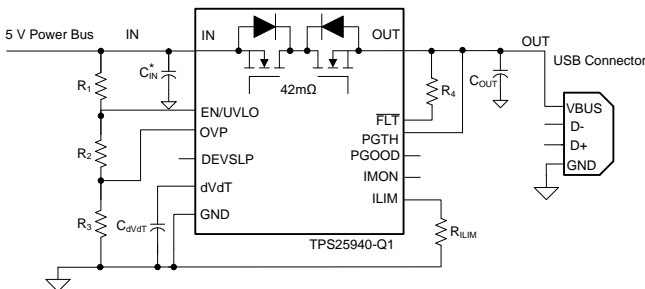 5 V Power Bus
IN
IN
OUT
OUT
USB Connector
C*IN
R1
42mΩ
R4
COUT
EN/UVLO
FLT
VBUS
OVP
PGTH
D-
R2
DEVSLP
PGOOD
D+
IMON
GND
dVdT
ILIM
R3
CdVdT
GND
RILIM
TPS25940-Q1